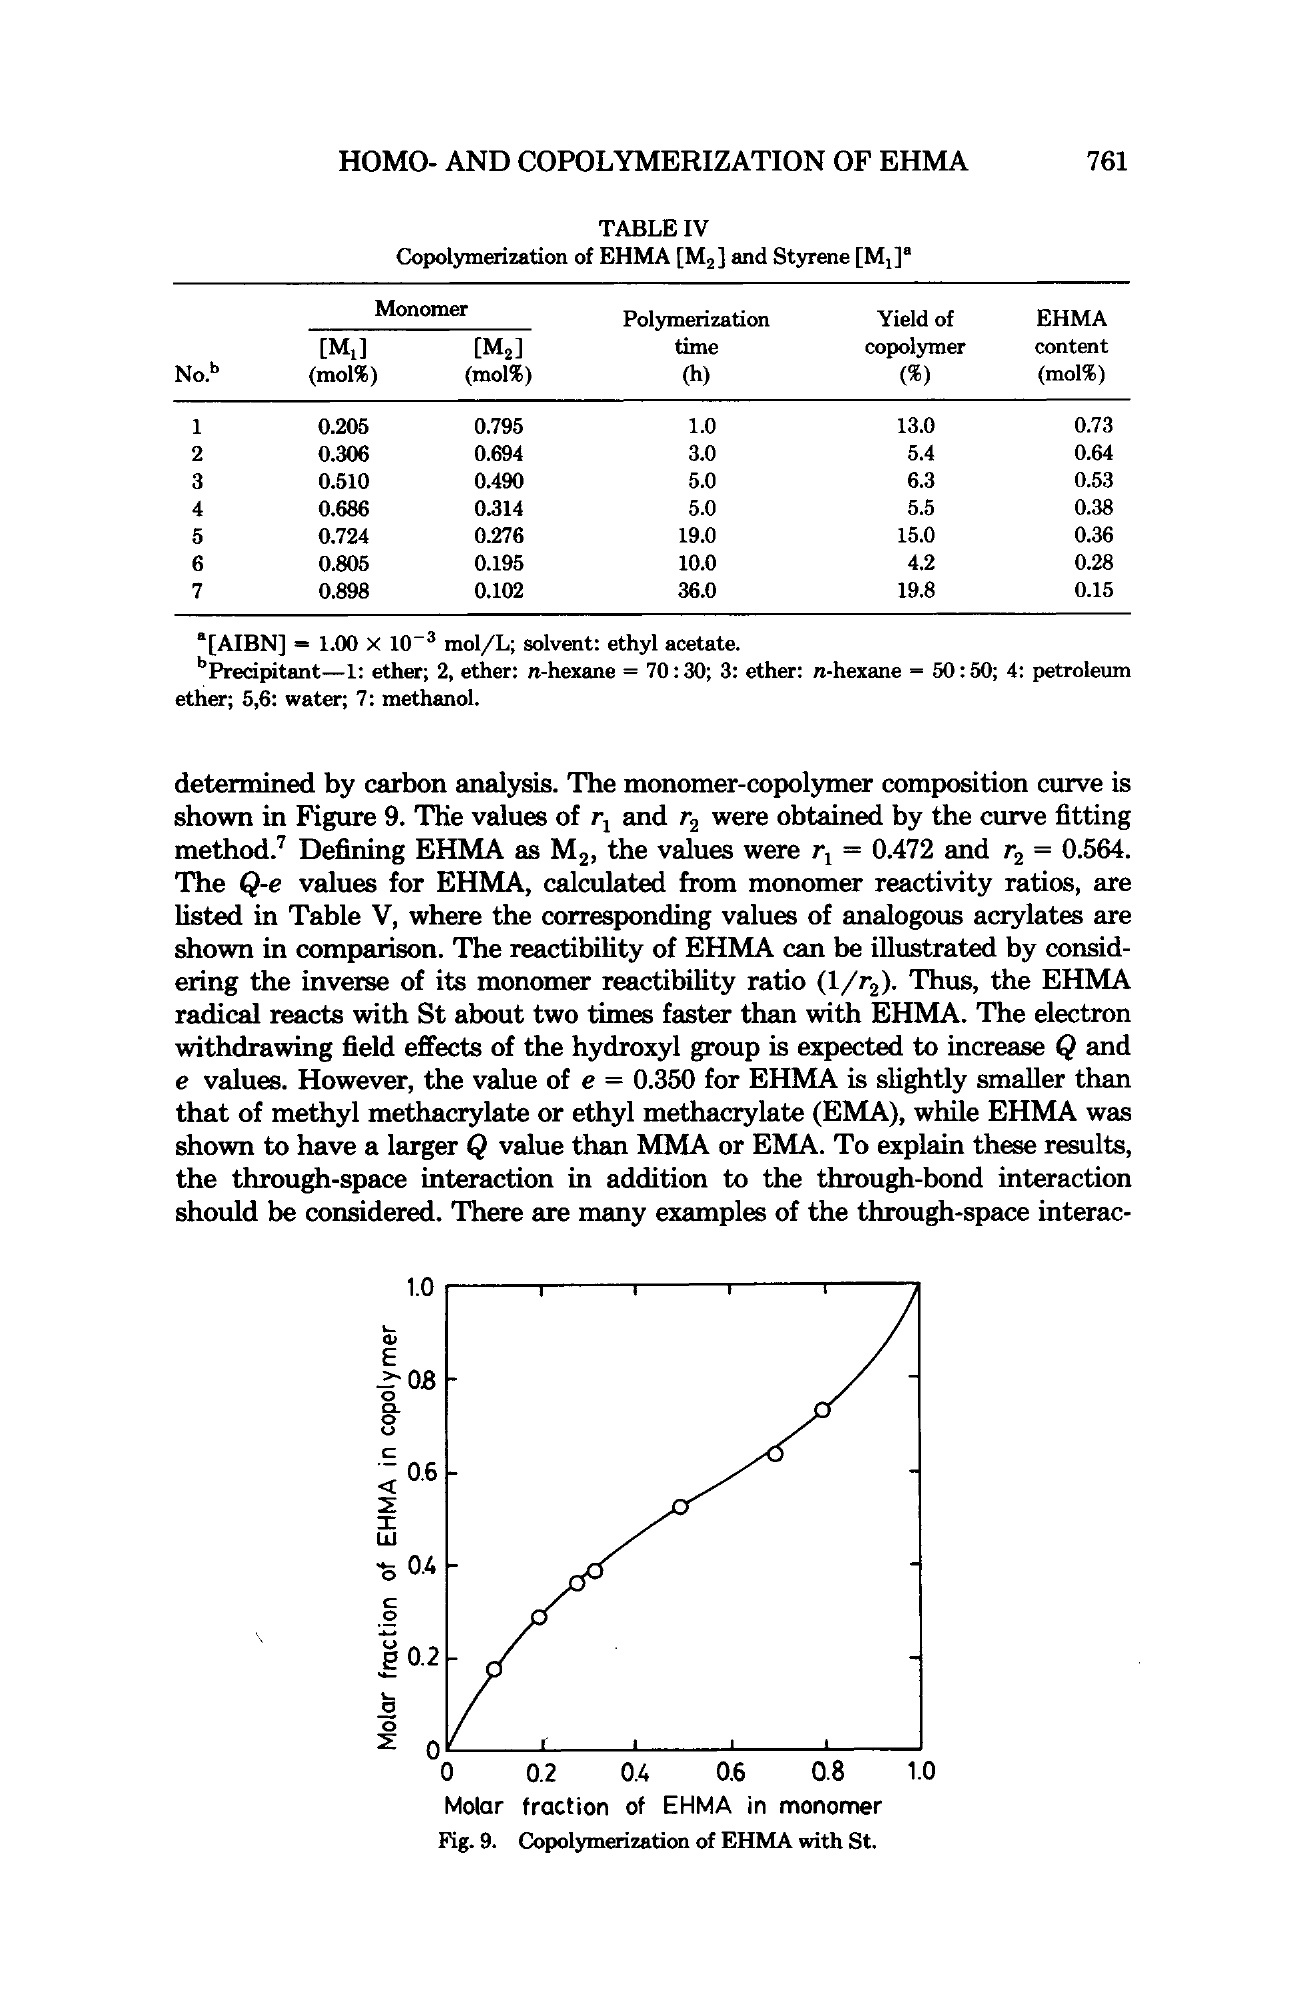 HOMO- AND COPOLYMERIZATION OF EHMA 761
TABLE IV
Copolymerization of EHMA [M₂] and Styrene [M₁]ᵃ
Monomer Polymerization Yield of EHMA
[M₁] [M₂] time copolymer content
No.ᵇ (mol%) (mol%) (h) (%) (mol%)
1 0.205 0.795 1.0 13.0 0.73
2 0.306 0.694 3.0 5.4 0.64
3 0.510 0.490 5.0 6.3 0.53
4 0.686 0.314 5.0 5.5 0.38
5 0.724 0.276 19.0 15.0 0.36
6 0.805 0.195 10.0 4.2 0.28
7 0.898 0.102 36.0 19.8 0.15
ᵃ[AIBN] = 1.00 × 10⁻³ mol/L; solvent: ethyl acetate.
ᵇPrecipitant—1: ether; 2, ether: n-hexane = 70:30; 3: ether: n-hexane = 50:50; 4: petroleum
ether; 5,6: water; 7: methanol.
determined by carbon analysis. The monomer-copolymer composition curve is
shown in Figure 9. The values of r₁ and r₂ were obtained by the curve fitting
method.⁷ Defining EHMA as M₂, the values were r₁ = 0.472 and r₂ = 0.564.
The Q-e values for EHMA, calculated from monomer reactivity ratios, are
listed in Table V, where the corresponding values of analogous acrylates are
shown in comparison. The reactibility of EHMA can be illustrated by consid-
ering the inverse of its monomer reactibility ratio (1/r₂). Thus, the EHMA
radical reacts with St about two times faster than with EHMA. The electron
withdrawing field effects of the hydroxyl group is expected to increase Q and
e values. However, the value of e = 0.350 for EHMA is slightly smaller than
that of methyl methacrylate or ethyl methacrylate (EMA), while EHMA was
shown to have a larger Q value than MMA or EMA. To explain these results,
the through-space interaction in addition to the through-bond interaction
should be considered. There are many examples of the through-space interac-
Molar fraction of EHMA in copolymer
1.0
0.8
0.6
0.4
0.2
0
0 0.2 0.4 0.6 0.8 1.0
Molar fraction of EHMA in monomer
Fig. 9. Copolymerization of EHMA with St.